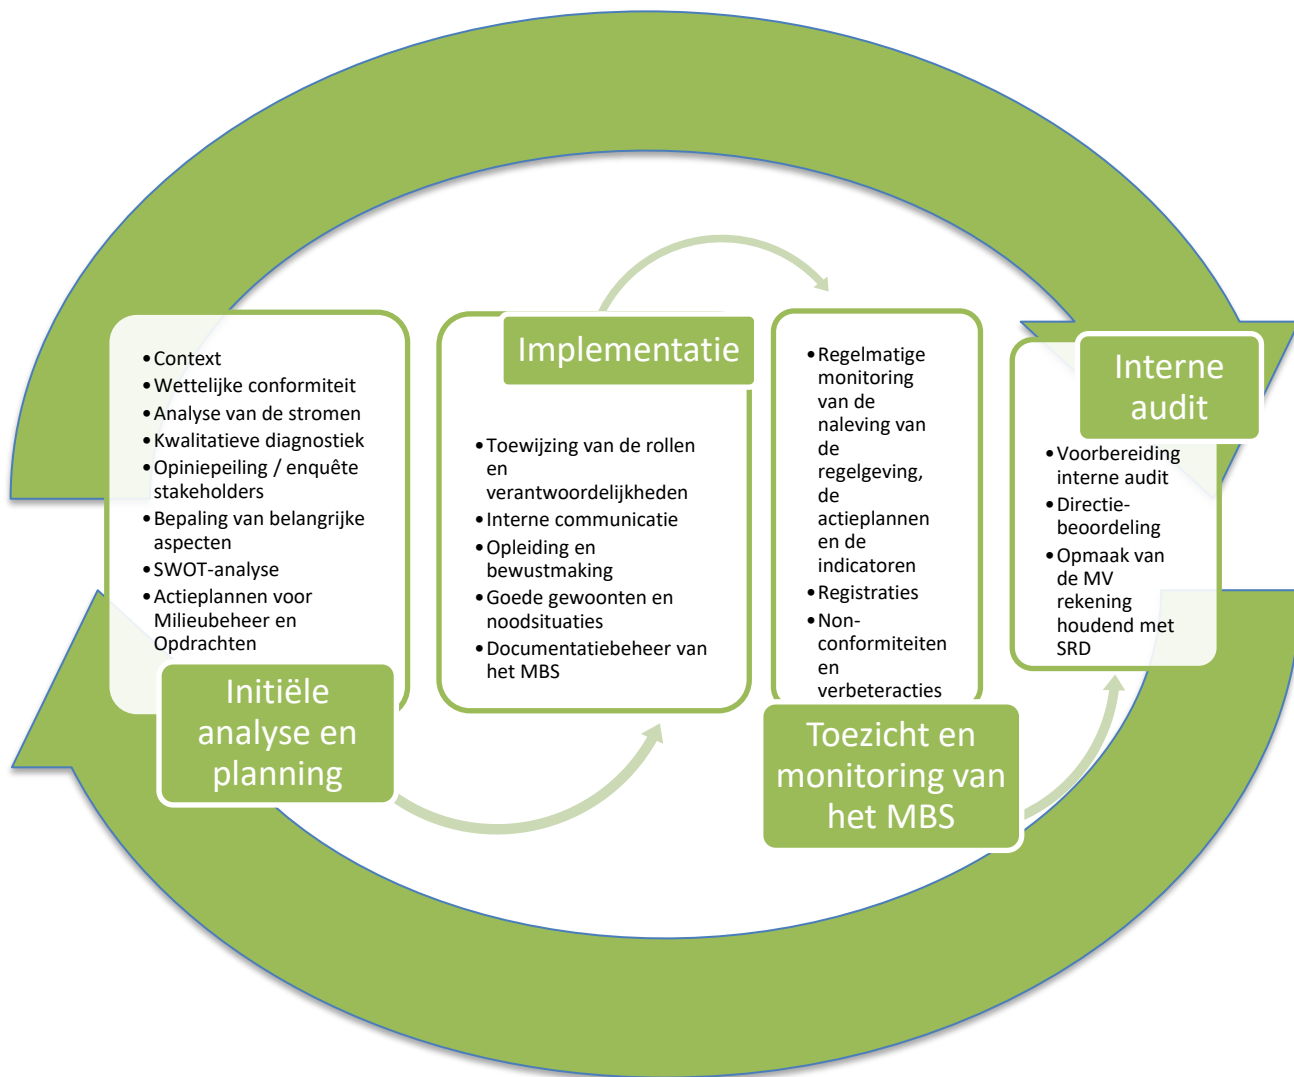 •Context
•Wettelijke conformiteit
•Analyse van de stromen
•Kwalitatieve diagnostiek
•Opiniepeiling / enquête
stakeholders
•Bepaling van belangrijke
aspecten
•SWOT-analyse
•Actieplannen voor
Milieubeheer en
Opdrachten
Initiële
analyse en
planning
Implementatie
•Toewijzing van de rollen
en
verantwoordelijkheden
•Interne communicatie
•Opleiding en
bewustmaking
•Goede gewoonten en
noodsituaties
•Documentatiebeheer van
het MBS
•Regelmatige
monitoring
van de
naleving van
de
regelgeving,
de
actieplannen
en de
indicatoren
•Registraties
•Non-
conformiteiten
en
verbeteracties
Toezicht en
monitoring van
het MBS
Interne
audit
•Voorbereiding
interne audit
•Directie-
beoordeling
•Opmaak van
de MV
rekening
houdend met
SRD